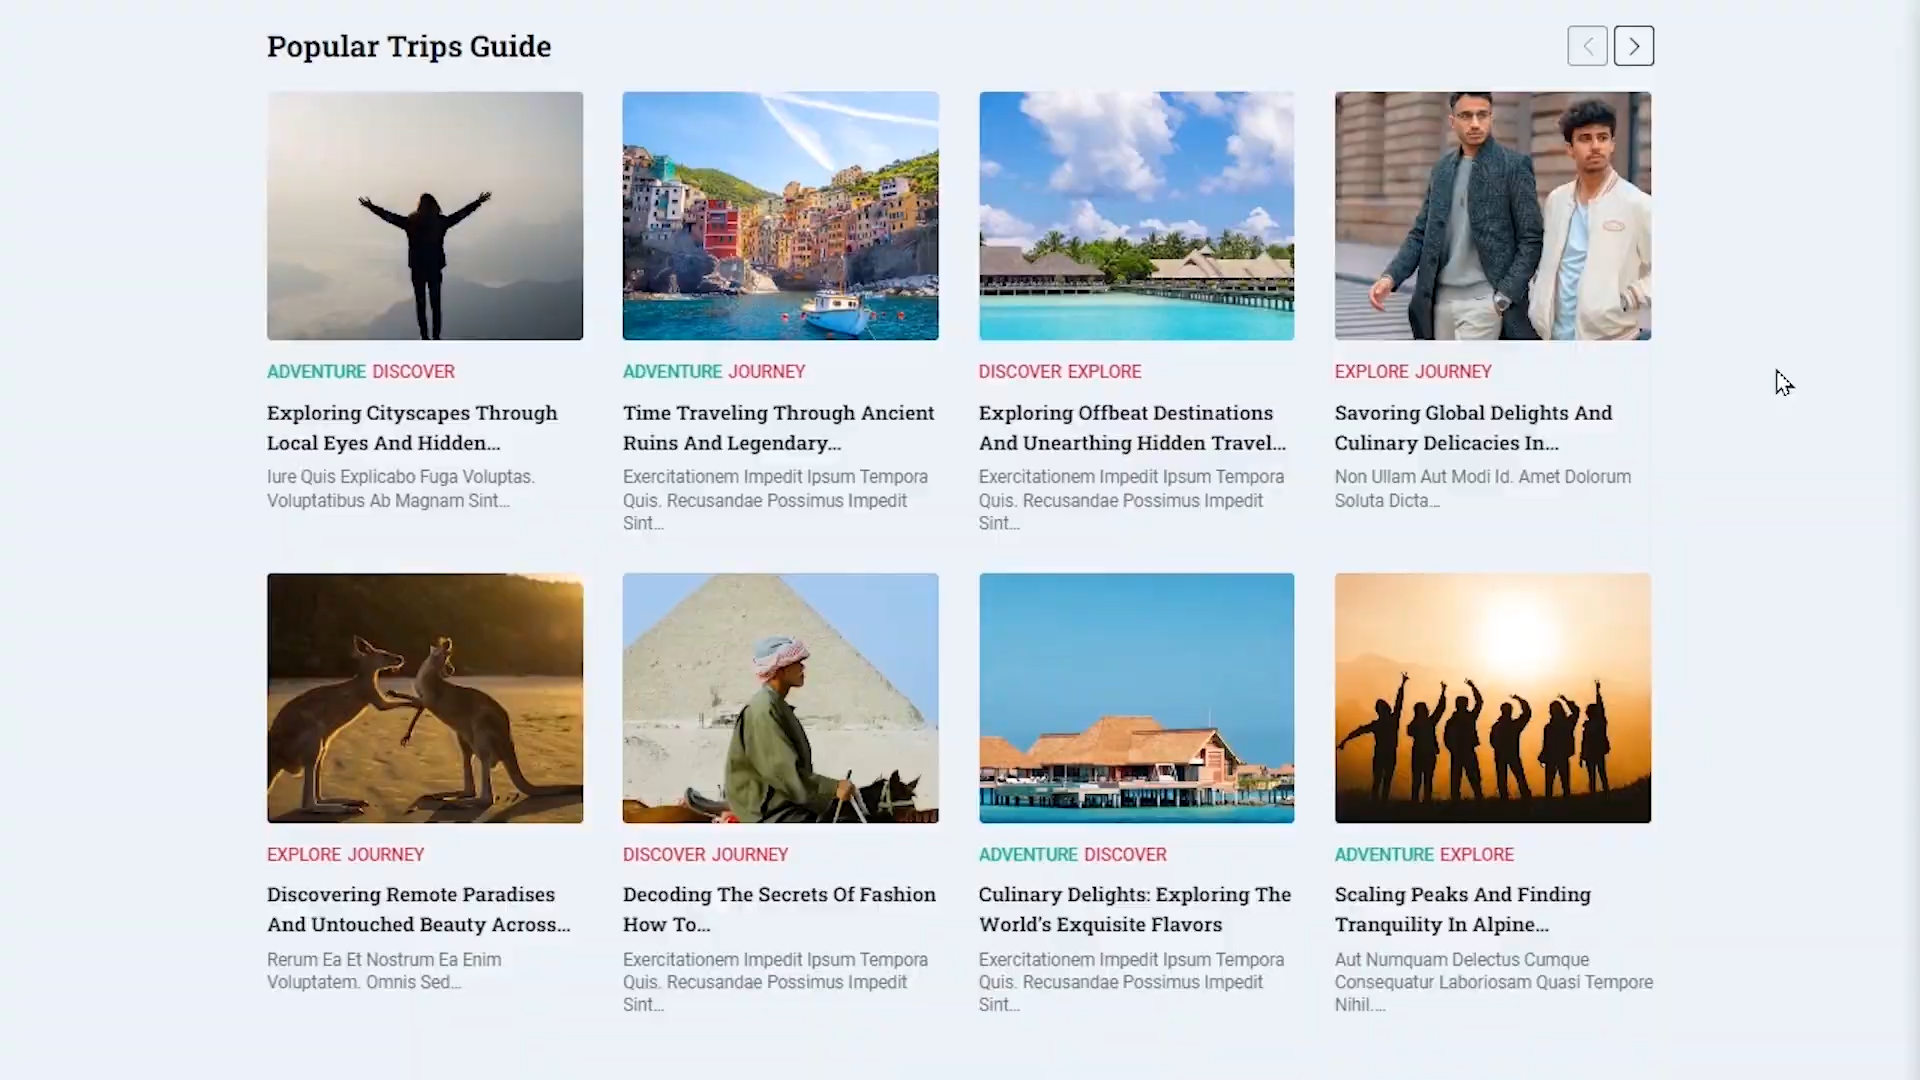 Popular Trips Guide
ADVENTURE DISCOVER
Exploring Cityscapes Through
Local Eyes And Hidden...
Iure Quis Explicabo Fuga Voluptas.
Voluptatibus Ab Magnam Sint...
ADVENTURE JOURNEY
Time Traveling Through Ancient
Ruins And Legendary...
Exercitationem Impedit Ipsum Tempora
Quis. Recusandae Possimus Impedit
Sint...
DISCOVER EXPLORE
Exploring Offbeat Destinations
And Unearthing Hidden Travel...
Exercitationem Impedit Ipsum Tempora
Quis. Recusandae Possimus Impedit
Sint...
EXPLORE JOURNEY
Savoring Global Delights And
Culinary Delicacies In...
Non Ullam Aut Modi Id. Amet Dolorum
Soluta Dicta...
EXPLORE JOURNEY
Discovering Remote Paradises
And Untouched Beauty Across...
Rerum Ea Et Nostrum Ea Enim
Voluptatem. Omnis Sed...
DISCOVER JOURNEY
Decoding The Secrets Of Fashion
How To...
Exercitationem Impedit Ipsum Tempora
Quis. Recusandae Possimus Impedit
Sint...
ADVENTURE DISCOVER
Culinary Delights: Exploring The
World's Exquisite Flavors
Exercitationem Impedit Ipsum Tempora
Quis. Recusandae Possimus Impedit
Sint...
ADVENTURE EXPLORE
Scaling Peaks And Finding
Tranquility In Alpine...
Aut Numquam Delectus Cumque
Consequatur Laboriosam Quasi Tempore
Nihil....